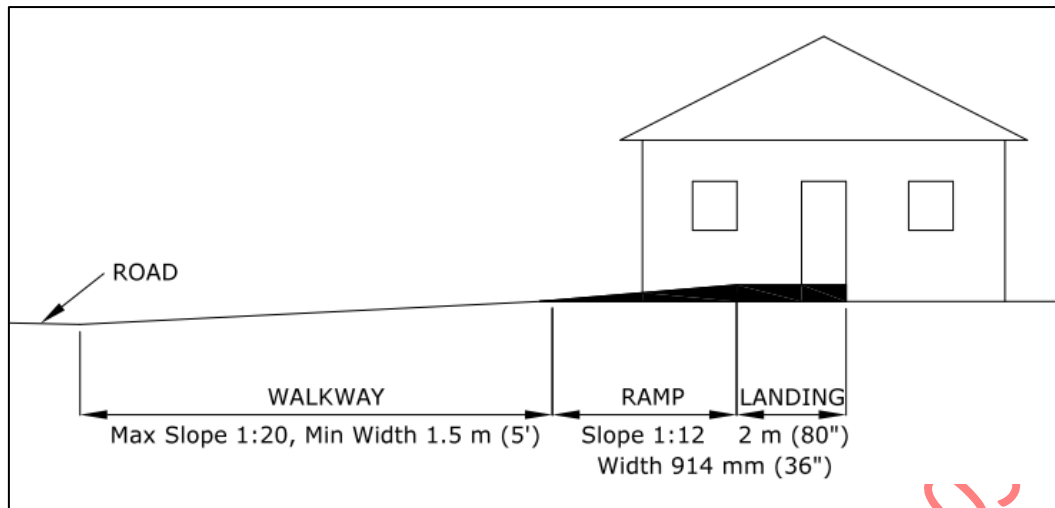 ROAD
WALKWAY
RAMP
LANDING
Max Slope 1:20, Min Width 1.5 m (5')
Slope 1:12
2 m (80")
Width 914 mm (36")